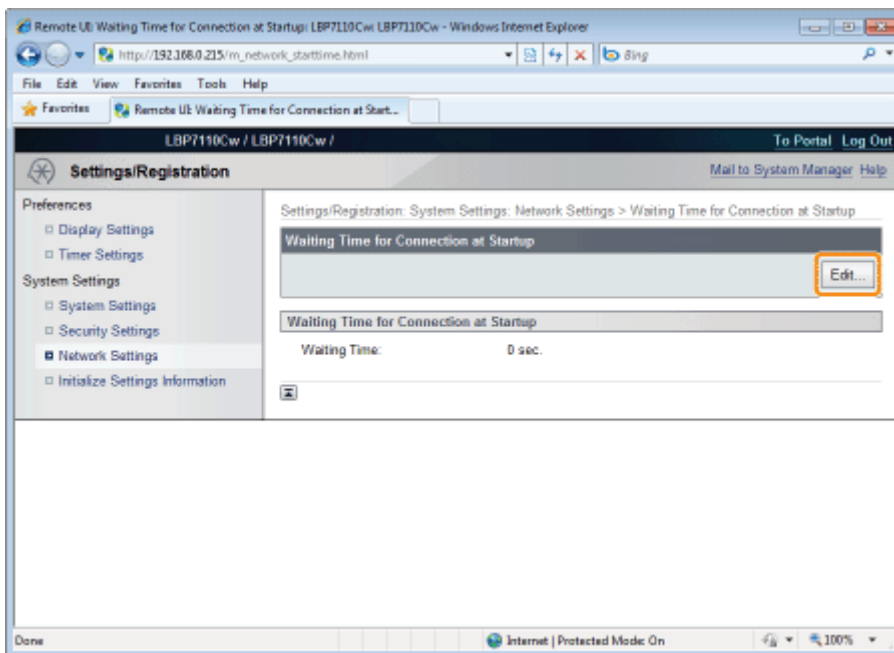 Remote UI: Waiting Time for Connection at Startup: LBP7110Cw: LBP7110Cw - Windows Internet Explorer
http://192.168.0.215/m_network_starttime.html
Bing
File Edit View Favorites Tools Help
Favorites Remote UI: Waiting Time for Connection at Start...
LBP7110Cw / LBP7110Cw /
To Portal Log Out
Settings/Registration
Mail to System Manager Help
Preferences
Display Settings
Timer Settings
System Settings
System Settings
Security Settings
Network Settings
Initialize Settings Information
Settings/Registration: System Settings: Network Settings > Waiting Time for Connection at Startup
Waiting Time for Connection at Startup
Edit...
Waiting Time for Connection at Startup
Waiting Time: 0 sec.
Done Internet | Protected Mode: On 100%